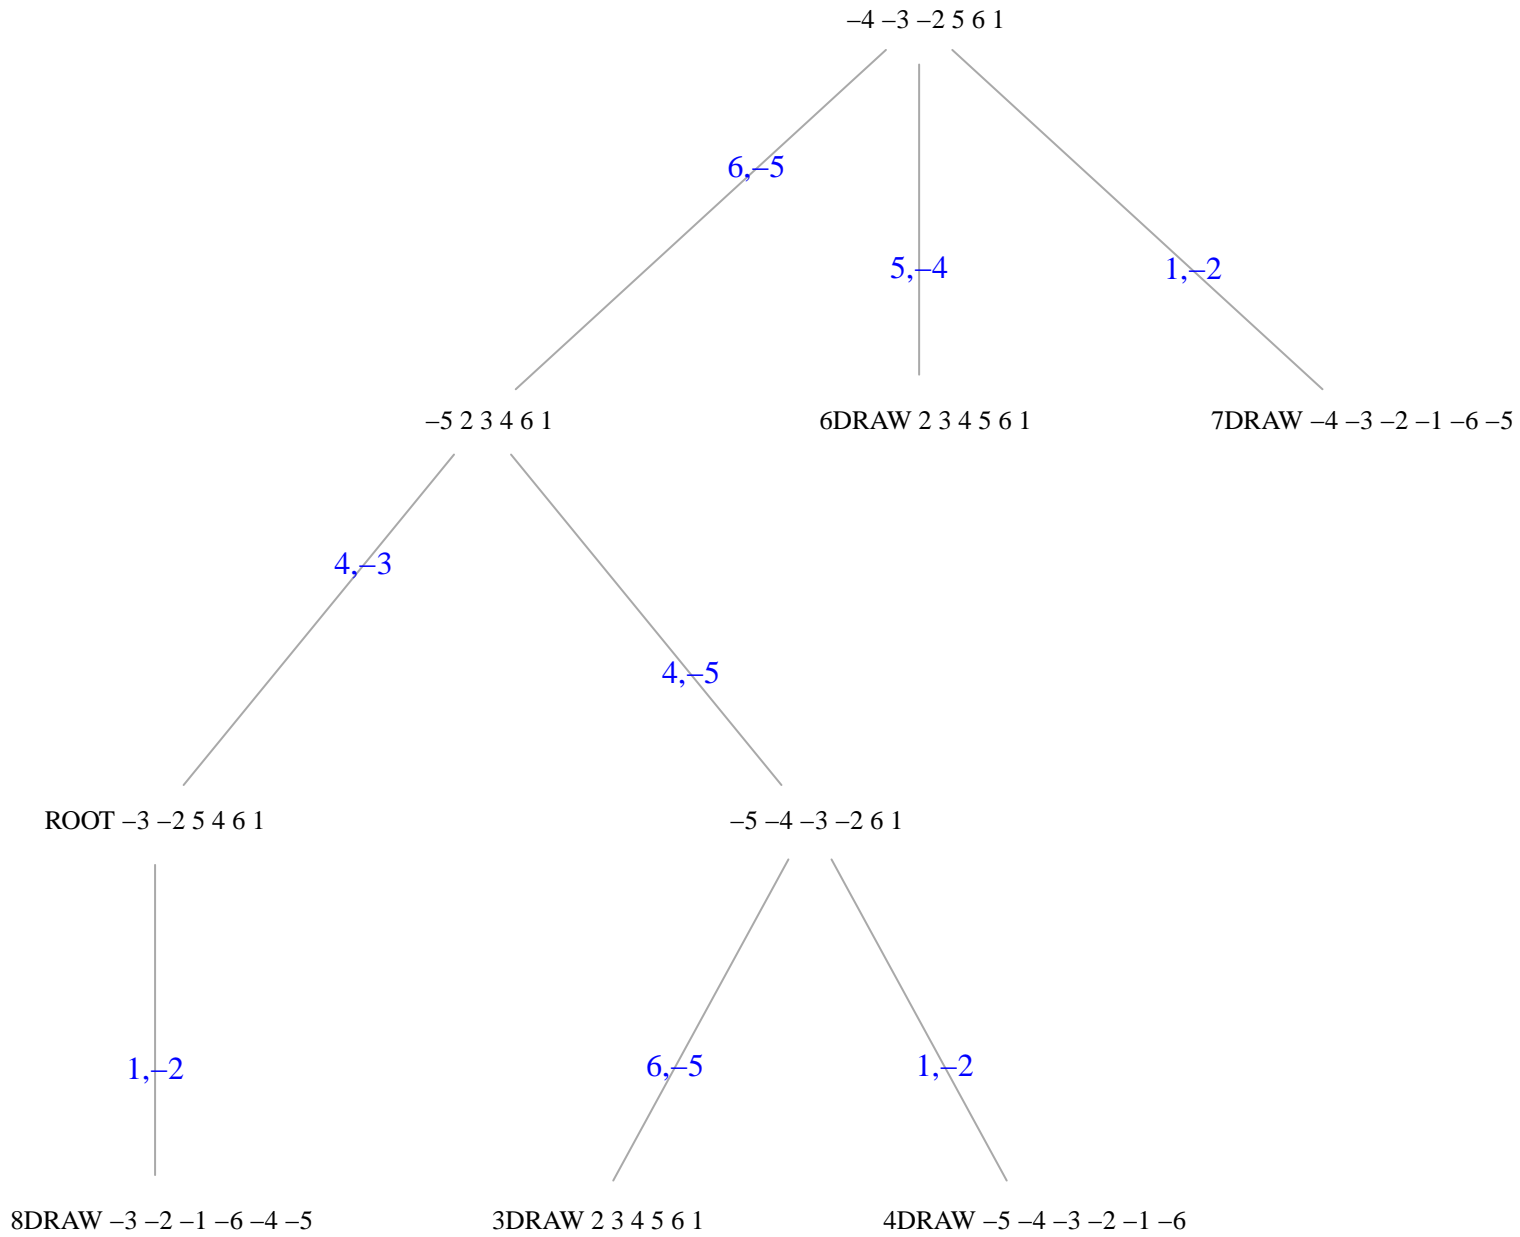 –4 –3 –2 5 6 1
6,–5
5,–4
1,–2
–5 2 3 4 6 1
6DRAW 2 3 4 5 6 1
7DRAW –4 –3 –2 –1 –6 –5
4,–3
4,–5
ROOT –3 –2 5 4 6 1
–5 –4 –3 –2 6 1
1,–2
6,–5
1,–2
8DRAW –3 –2 –1 –6 –4 –5
3DRAW 2 3 4 5 6 1
4DRAW –5 –4 –3 –2 –1 –6